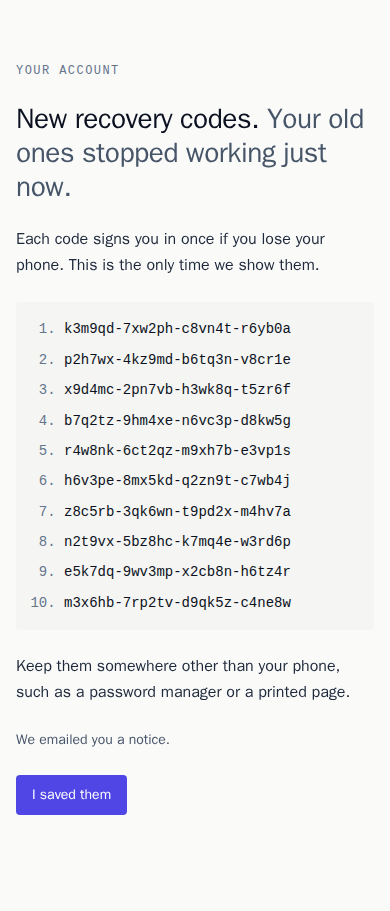 YOUR ACCOUNT
New recovery codes. Your old
ones stopped working just
now.
Each code signs you in once if you lose your
phone. This is the only time we show them.
1. k3m9qd-7xw2ph-c8vn4t-r6yb0a
2. p2h7wx-4kz9md-b6tq3n-v8cr1e
3. x9d4mc-2pn7vb-h3wk8q-t5zr6f
4. b7q2tz-9hm4xe-n6vc3p-d8kw5g
5. r4w8nk-6ct2qz-m9xh7b-e3vp1s
6. h6v3pe-8mx5kd-q2zn9t-c7wb4j
7. z8c5rb-3qk6wn-t9pd2x-m4hv7a
8. n2t9vx-5bz8hc-k7mq4e-w3rd6p
9. e5k7dq-9wv3mp-x2cb8n-h6tz4r
10. m3x6hb-7rp2tv-d9qk5z-c4ne8w
Keep them somewhere other than your phone,
such as a password manager or a printed page.
We emailed you a notice.
I saved them